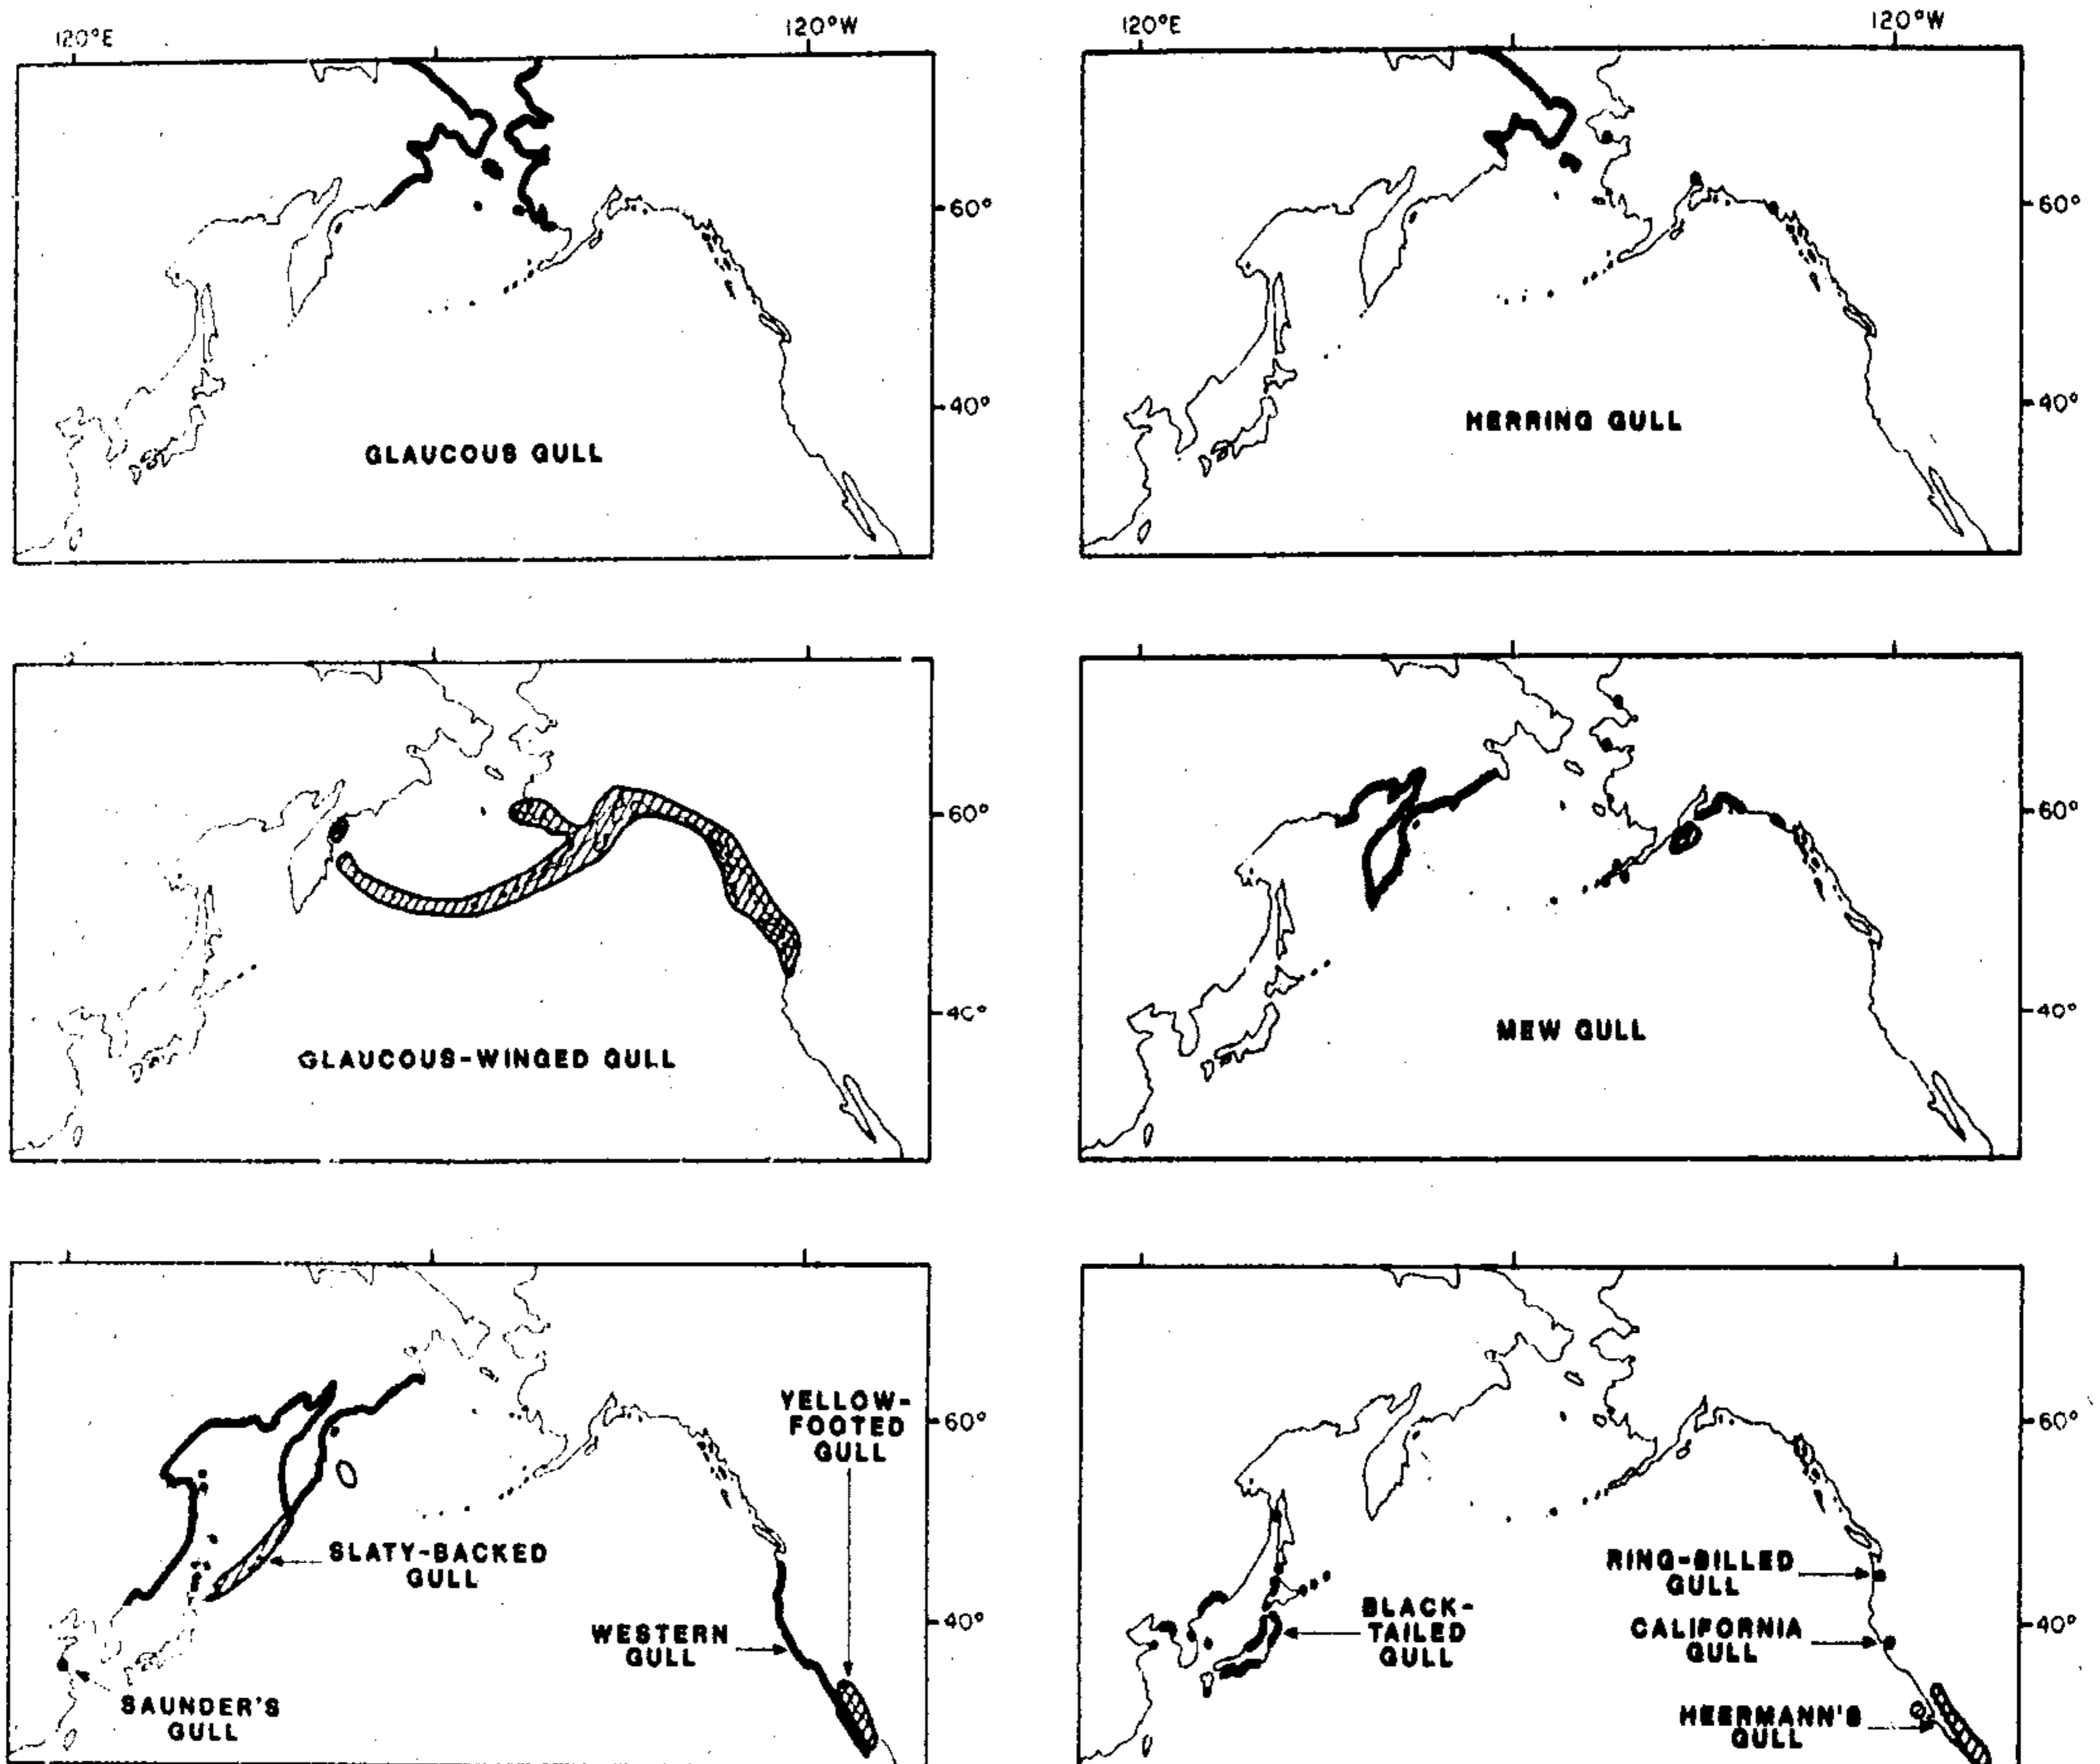 120°E
120°W
60°
40°
GLAUCOUS GULL
120°E
120°W
60°
40°
HERRING GULL
60°
40°
GLAUCOUS-WINGED GULL
60°
40°
MEW GULL
YELLOW-
FOOTED
GULL
60°
SLATY-BACKED
GULL
40°
WESTERN
GULL
SAUNDER'S
GULL
60°
RING-BILLED
GULL
40°
BLACK-
TAILED
GULL
CALIFORNIA
GULL
HEERMANN'S
GULL